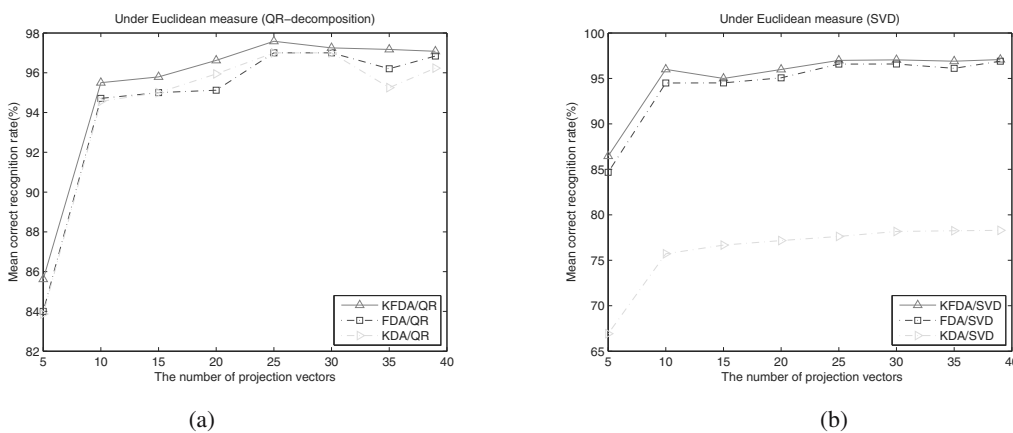 Under Euclidean measure (QR−decomposition)
Mean correct recognition rate(%)
98
96
94
92
90
88
86
84
82
5 10 15 20 25 30 35 40
The number of projection vectors
KFDA/QR
FDA/QR
KDA/QR
(a)
Under Euclidean measure (SVD)
Mean correct recognition rate(%)
100
95
90
85
80
75
70
65
5 10 15 20 25 30 35 40
The number of projection vectors
KFDA/SVD
FDA/SVD
KDA/SVD
(b)